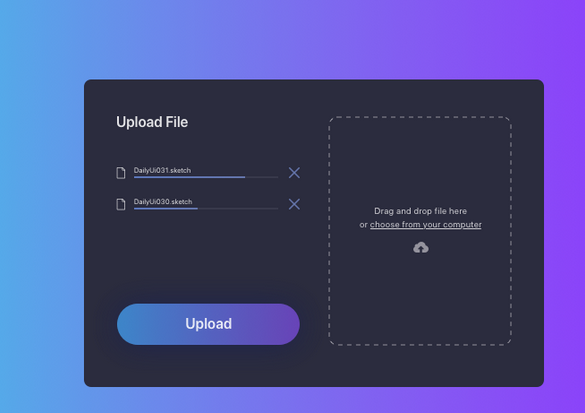 Upload File
DailyUi031.sketch
DailyUi030.sketch
Upload
Drag and drop file here
or choose from your computer